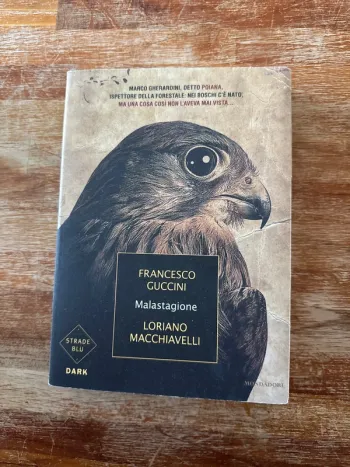 MARCO GHERARDINI, DETTO POIANA,
ISPETTORE DELLA FORESTALE: NEI BOSCHI C'È NATO,
MA UNA COSA COSÌ NON L'AVEVA MAI VISTA...
FRANCESCO
GUCCINI
Malastagione
LORIANO
MACCHIAVELLI
STRADE
BLU
DARK
MONDADORI